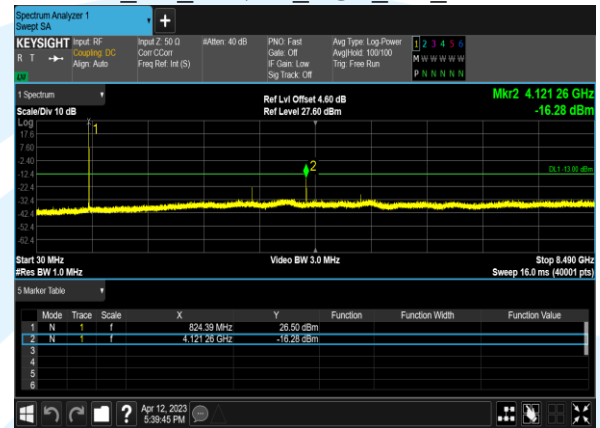 Spectrum Analyzer 1
Swept SA
KEYSIGHT
R T
Input: RF
Coupling: DC
Align: Auto
Input Z: 50 Ω
Corr CCorr
Freq Ref: Int (S)
#Atten: 40 dB
PNO: Fast
Gate: Off
IF Gain: Low
Sig Track: Off
Avg Type: Log-Power
Avg|Hold: 100/100
Trig: Free Run
1 2 3 4 5 6
M W W W W W
P N N N N N
1 Spectrum
Scale/Div 10 dB
Ref Lvl Offset 4.60 dB
Ref Level 27.60 dBm
Mkr2 4.121 26 GHz
-16.28 dBm
Log
17.6
7.60
-2.40
-12.4
-22.4
-32.4
-42.4
-52.4
-62.4
1
2
DL1 -13.00 dBm
Start 30 MHz
#Res BW 1.0 MHz
Video BW 3.0 MHz
Stop 8.490 GHz
Sweep 16.0 ms (40001 pts)
5 Marker Table
Mode Trace Scale X Y Function Function Width Function Value
1 N 1 f 824.39 MHz 26.50 dBm
2 N 1 f 4.121 26 GHz -16.28 dBm
3
4
5
6
Apr 12, 2023
5:39:45 PM